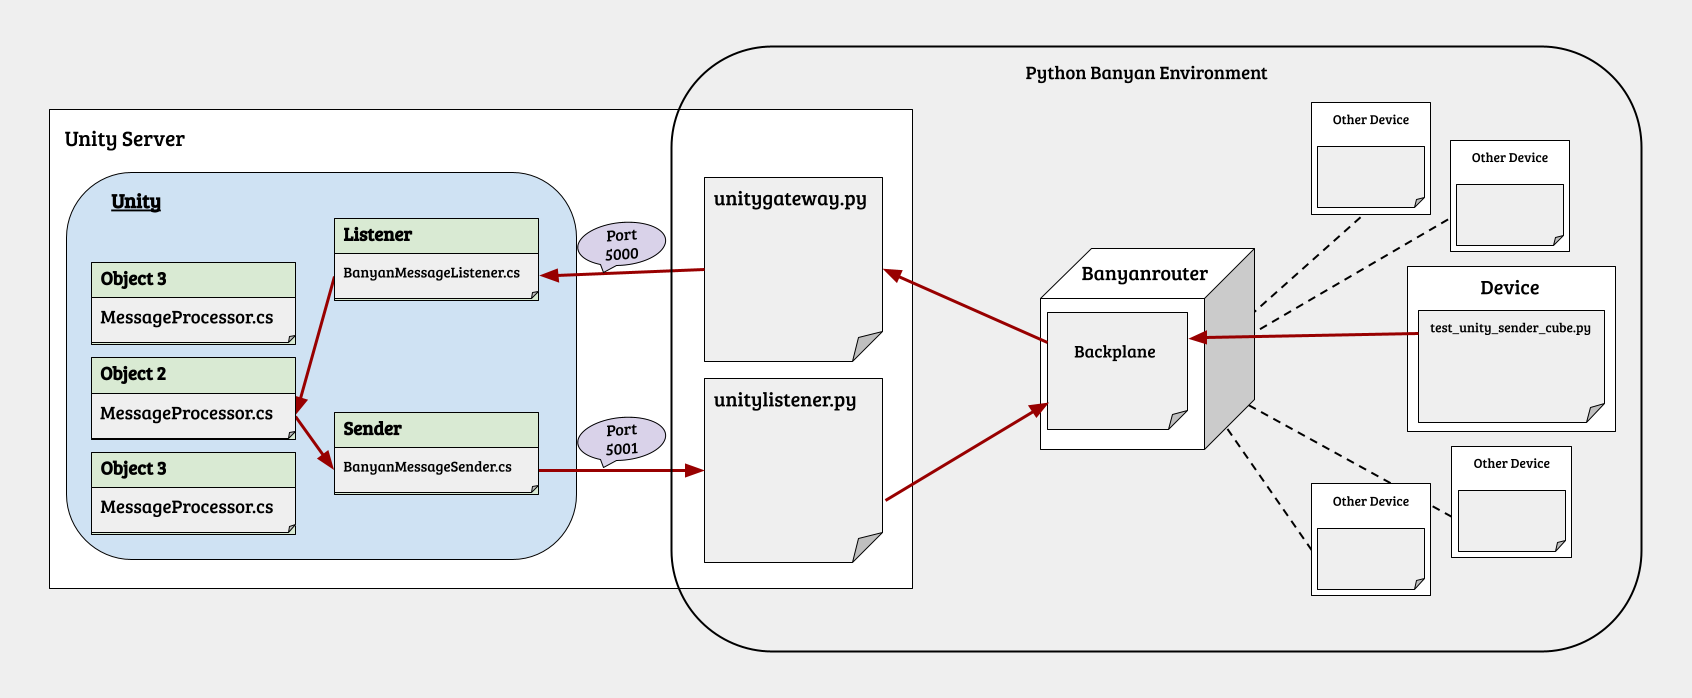 Python Banyan Environment
Unity Server
Unity
Object 3
MessageProcessor.cs
Object 2
MessageProcessor.cs
Object 3
MessageProcessor.cs
Listener
BanyanMessageListener.cs
Sender
BanyanMessageSender.cs
Port
5000
Port
5001
unitygateway.py
unitylistener.py
Banyanrouter
Backplane
Other Device
Other Device
Device
test_unity_sender_cube.py
Other Device
Other Device